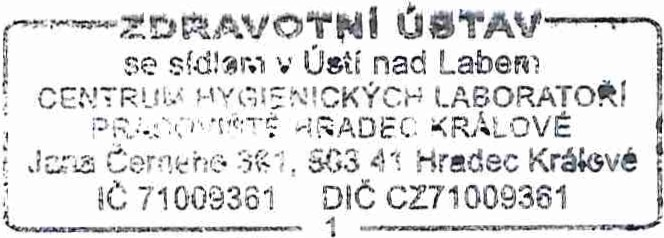 ZDRAVOTNÍ ÚSTAV
se sídlem v Ústí nad Labem
CENTRUM HYGIENICKÝCH LABORATOŘÍ
PRACOVIŠTĚ HRADEC KRÁLOVÉ
Jana Černého 361, 503 41 Hradec Králové
IČ 71009361 DIČ CZ71009361
1